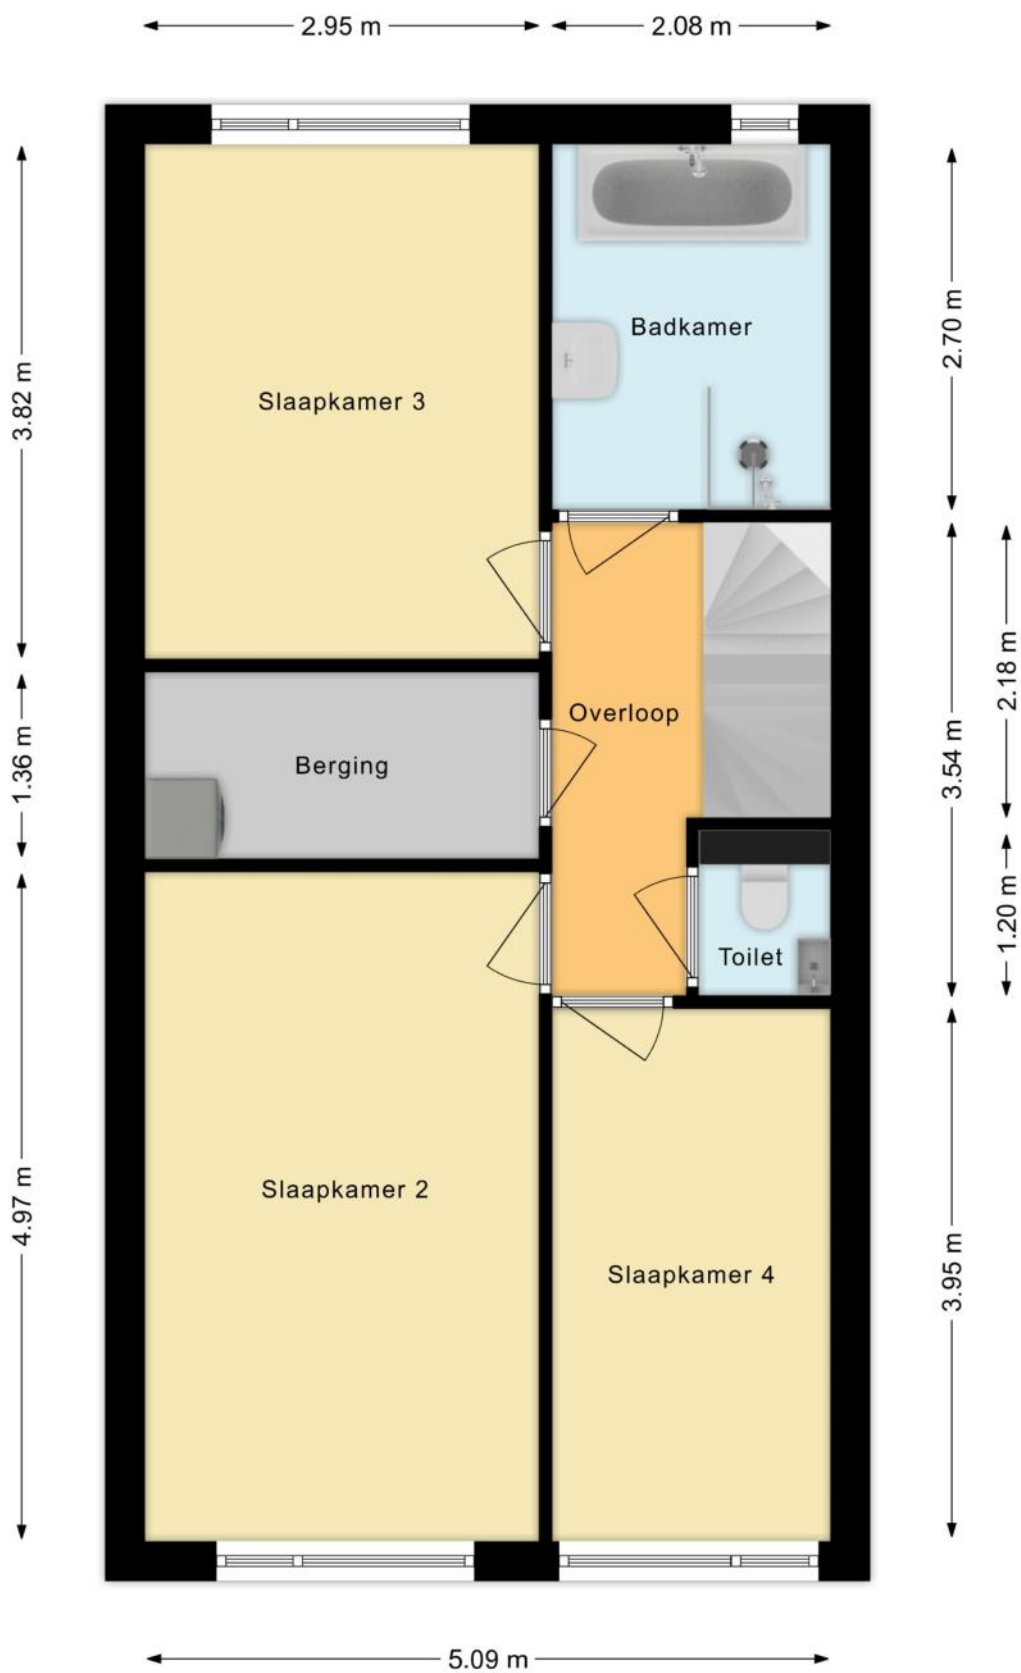 2.95 m
2.08 m
Badkamer
2.70 m
3.82 m
Slaapkamer 3
2.18 m
Overloop
3.54 m
1.36 m
Berging
1.20 m
Toilet
4.97 m
Slaapkamer 2
3.95 m
Slaapkamer 4
5.09 m